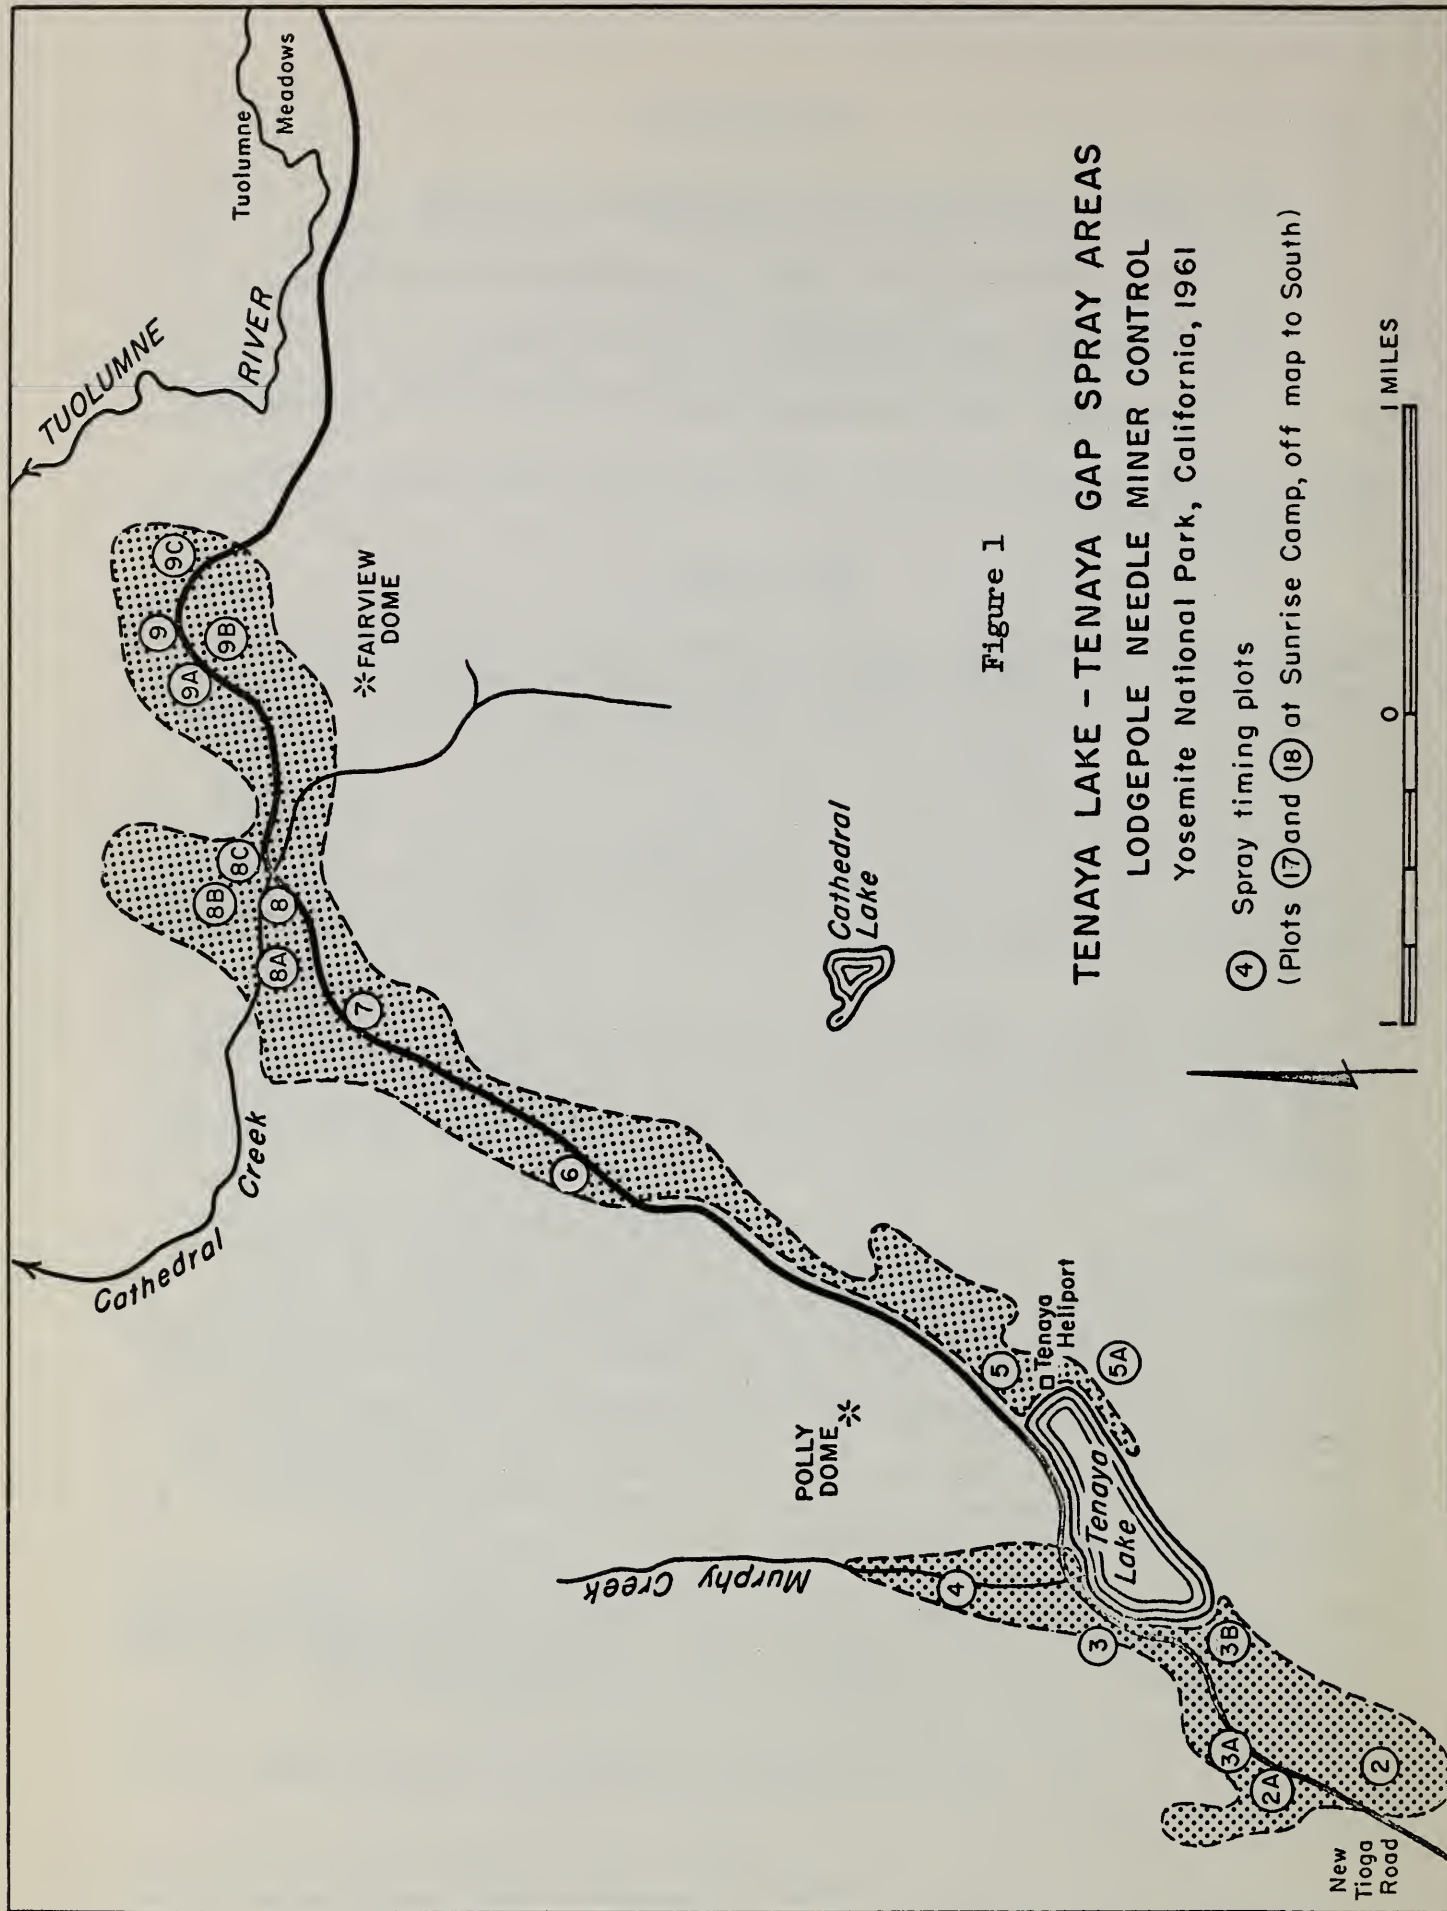 Figure 1
TENAYA LAKE – TENAYA GAP SPRAY AREAS
LODGEPOLE NEEDLE MINER CONTROL
Yosemite National Park, California, 1961
4 Spray timing plots
(Plots 17 and 18 at Sunrise Camp, off map to South)
1 0 1 MILES
Cathedral
Creek
TUOLUMNE
RIVER
Tuolumne
Meadows
8B
8C
8A
8
9A
9
9B
9C
7
FAIRVIEW
DOME
6
Cathedral
Lake
Murphy Creek
POLLY
DOME
4
5
Tenaya
Heliport
5A
3
Tenaya
Lake
3B
3A
2A
2
New
Tioga
Road